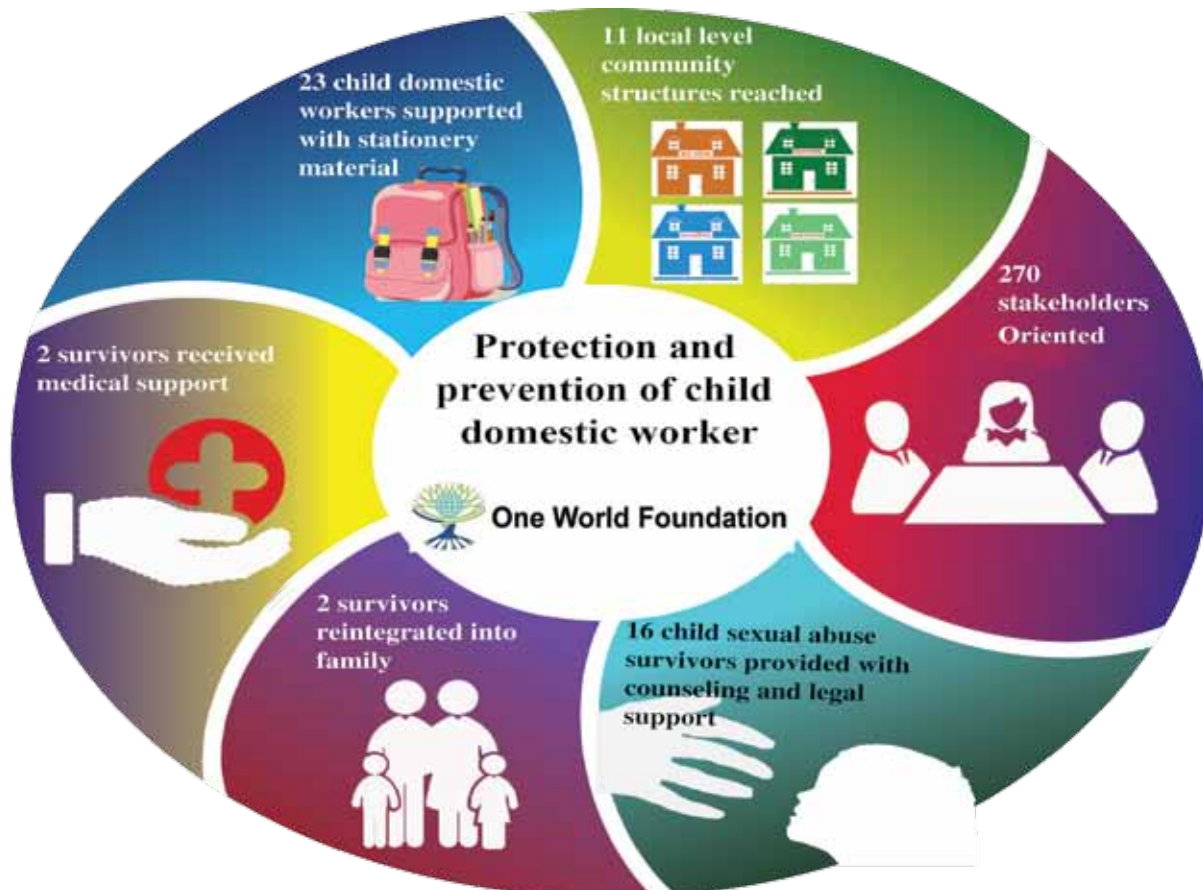 23 child domestic
workers supported
with stationery
material
11 local level
community
structures reached
270
stakeholders
Oriented
2 survivors received
medical support
Protection and
prevention of child
domestic worker
One World Foundation
2 survivors
reintegrated into
family
16 child sexual abuse
survivors provided with
counseling and legal
support